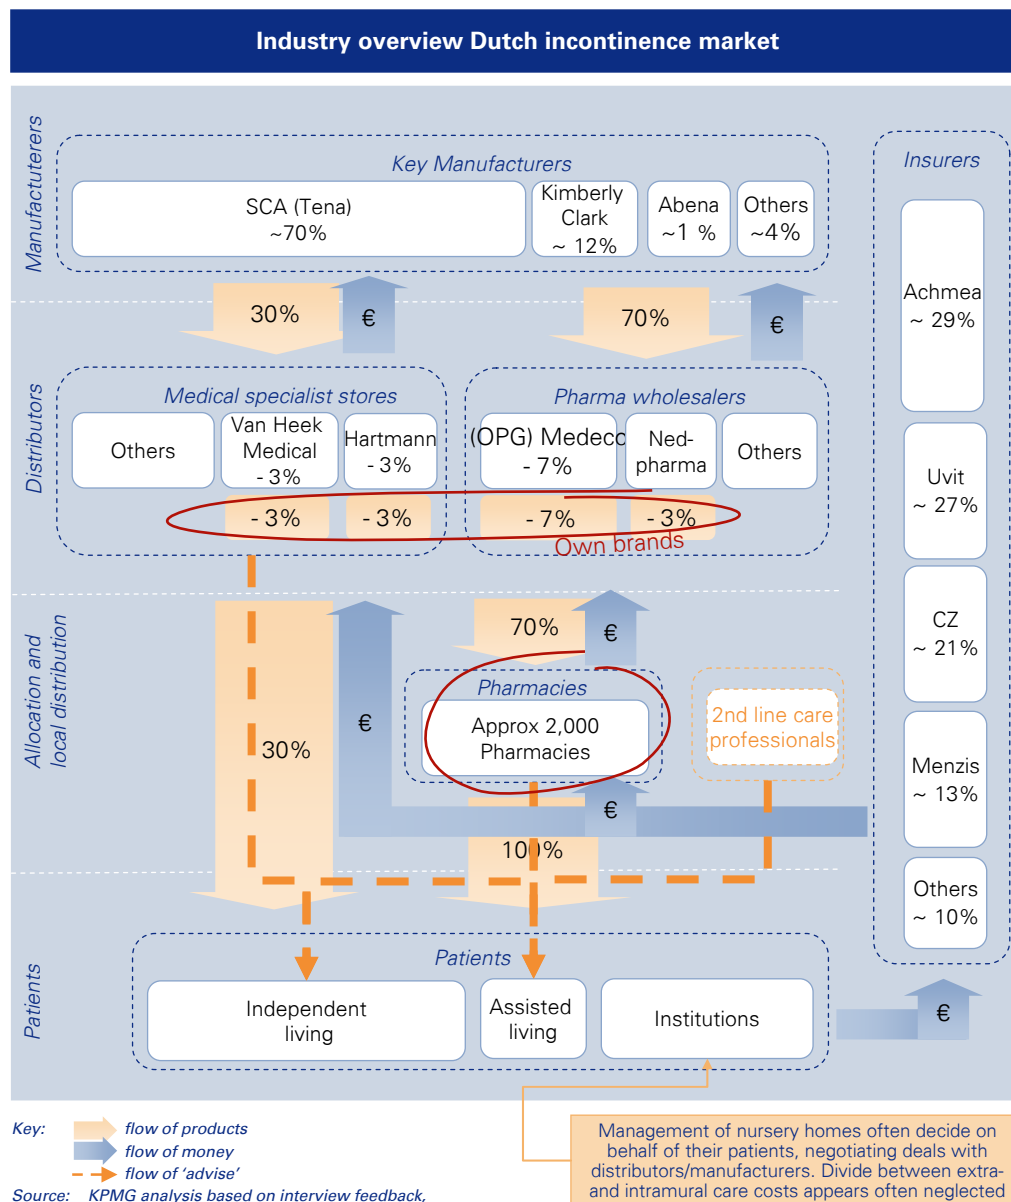 Industry overview Dutch incontinence market
Manufactuterers
Key Manufacturers
SCA (Tena)
~70%
Kimberly
Clark
~ 12%
Abena
~1 %
Others
~4%
Insurers
Achmea
~ 29%
Uvit
~ 27%
CZ
~ 21%
Menzis
~ 13%
Others
~ 10%
30%
€
70%
€
Distributors
Medical specialist stores
Others
Van Heek
Medical
- 3%
Hartmann
- 3%
Pharma wholesalers
(OPG) Medeco
- 7%
Ned-
pharma
Others
- 3%
- 3%
- 7%
- 3%
Own brands
Allocation and
local distribution
30%
€
70%
€
Pharmacies
Approx 2,000
Pharmacies
2nd line care
professionals
€
100%
Patients
Patients
Independent
living
Assisted
living
Institutions
€
Key:
flow of products
flow of money
flow of ‘advise’
Source: KPMG analysis based on interview feedback,
Management of nursery homes often decide on
behalf of their patients, negotiating deals with
distributors/manufacturers. Divide between extra-
and intramural care costs appears often neglected